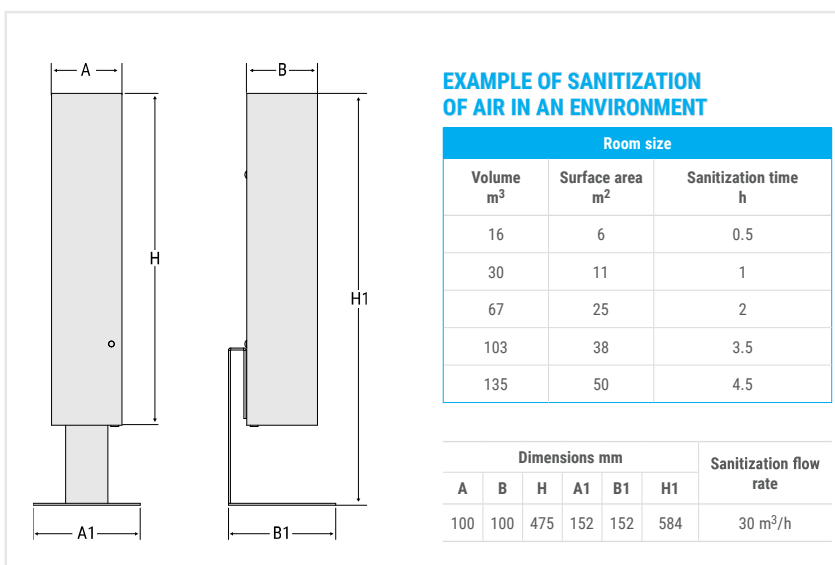 A
B
H
H1
A1
B1
EXAMPLE OF SANITIZATION
OF AIR IN AN ENVIRONMENT
Room size
Volume Surface area Sanitization time
m³ m² h
16 6 0.5
30 11 1
67 25 2
103 38 3.5
135 50 4.5
Dimensions mm Sanitization flow
rate
A B H A1 B1 H1
100 100 475 152 152 584 30 m³/h